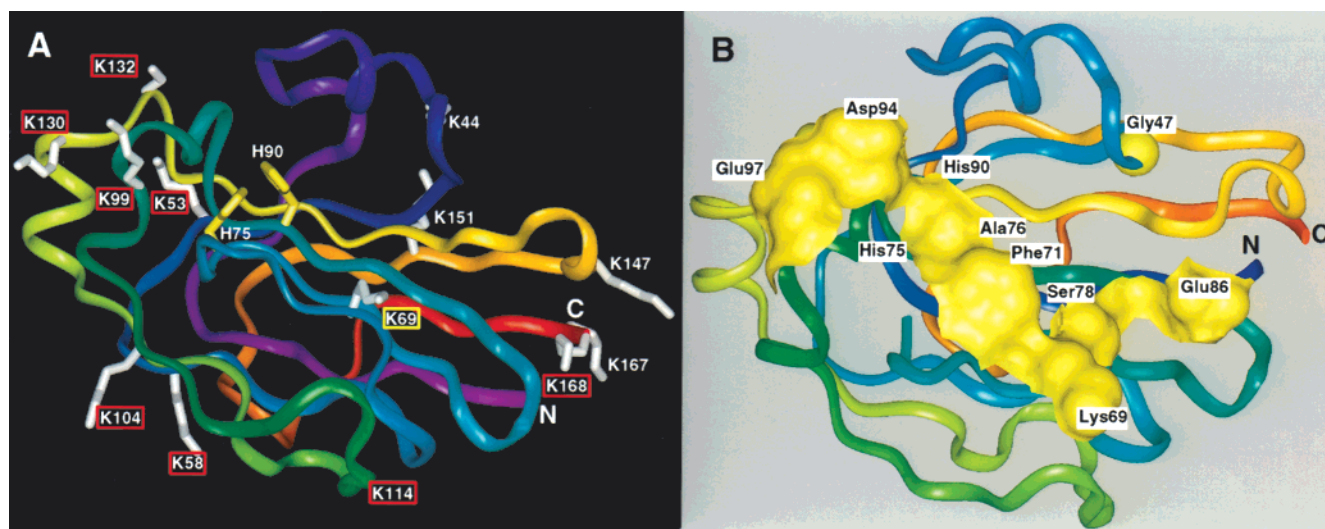 A
K132
K130
K44
H90
K99
K53
K151
H75
K147
K69
C
K167
K168
N
K104
K58
K114
B
Asp94
Gly47
Glu97
His90
Ala76
C
His75
Phe71
N
Ser78
Glu86
Lys69